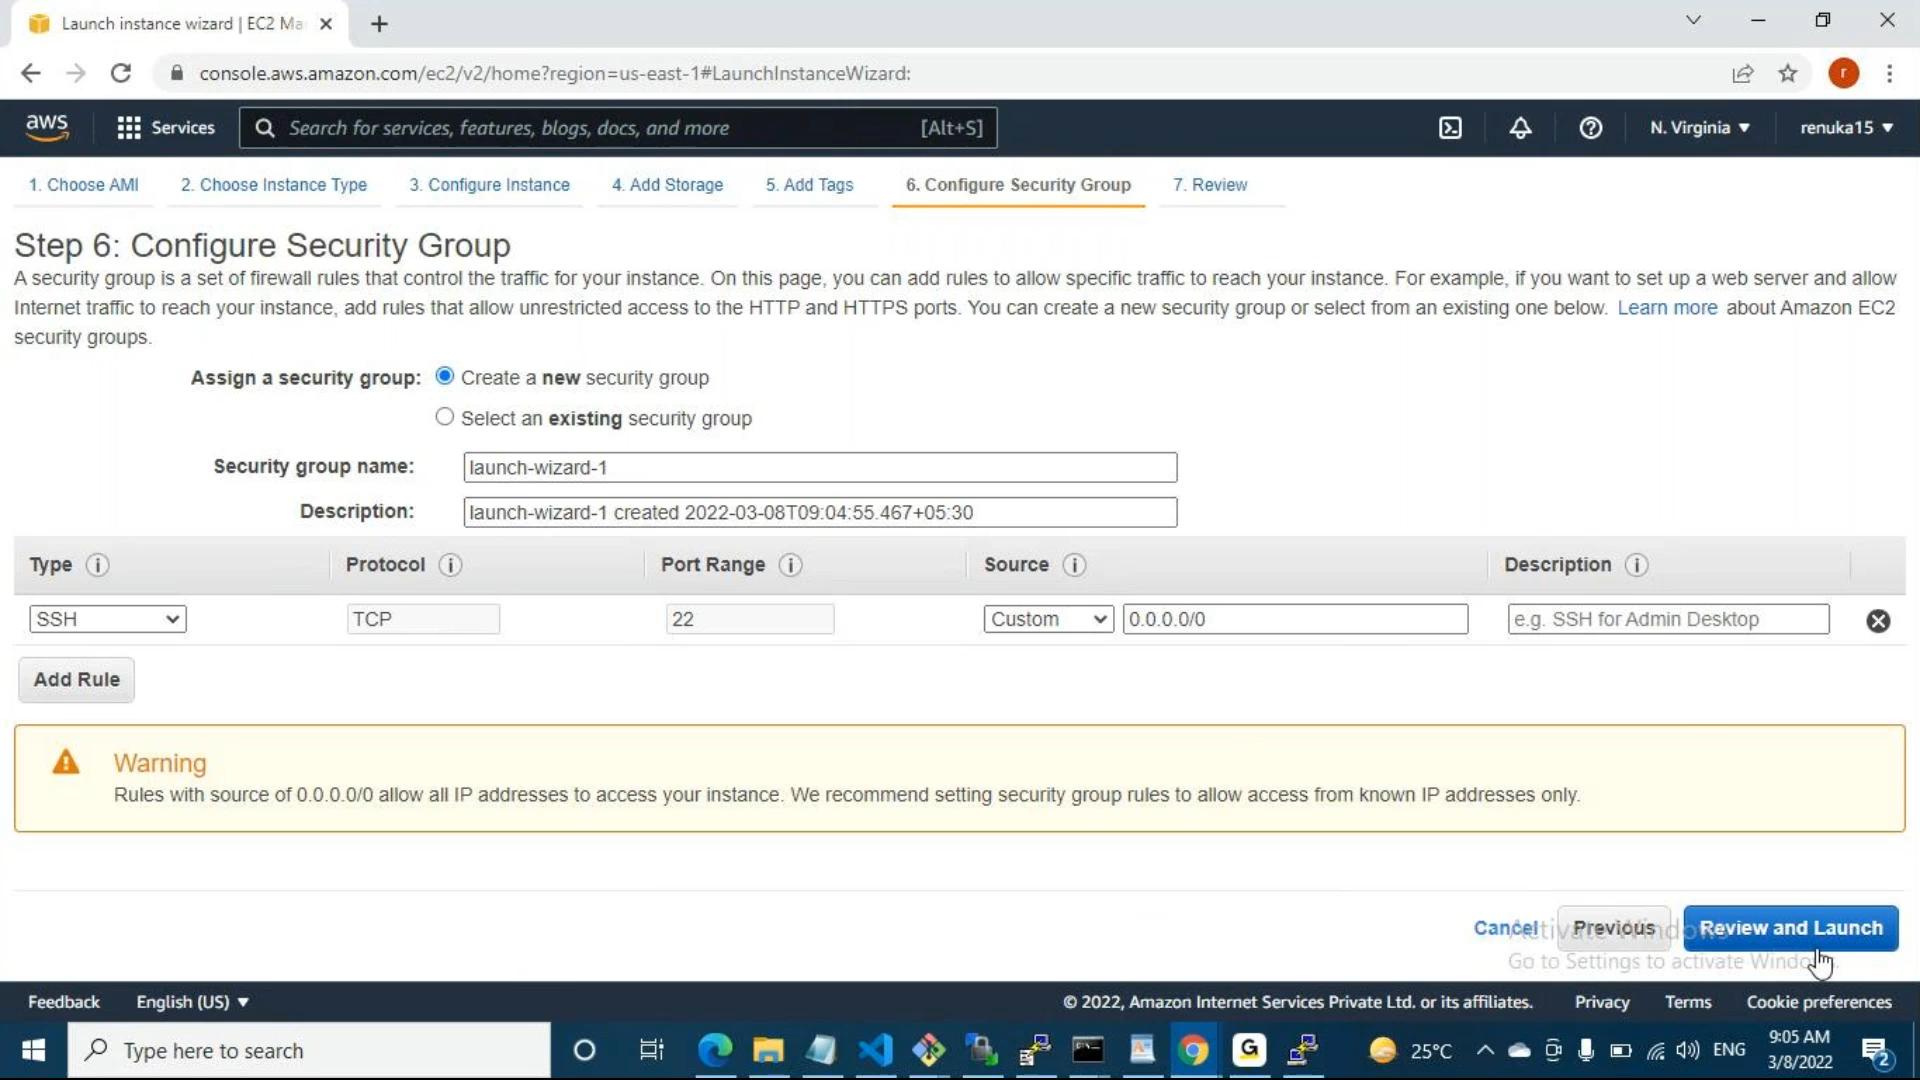 Launch instance wizard | EC2 Ma
console.aws.amazon.com/ec2/v2/home?region=us-east-1#LaunchInstanceWizard:
r
aws
Services
Search for services, features, blogs, docs, and more
[Alt+S]
N. Virginia
renuka15
1. Choose AMI
2. Choose Instance Type
3. Configure Instance
4. Add Storage
5. Add Tags
6. Configure Security Group
7. Review
Step 6: Configure Security Group
A security group is a set of firewall rules that control the traffic for your instance. On this page, you can add rules to allow specific traffic to reach your instance. For example, if you want to set up a web server and allow
Internet traffic to reach your instance, add rules that allow unrestricted access to the HTTP and HTTPS ports. You can create a new security group or select from an existing one below. Learn more about Amazon EC2
security groups.
Assign a security group: Create a new security group
Select an existing security group
Security group name: launch-wizard-1
Description: launch-wizard-1 created 2022-03-08T09:04:55.467+05:30
Type
Protocol
Port Range
Source
Description
SSH
TCP
22
Custom
0.0.0.0/0
e.g. SSH for Admin Desktop
Add Rule
Warning
Rules with source of 0.0.0.0/0 allow all IP addresses to access your instance. We recommend setting security group rules to allow access from known IP addresses only.
Cancel
Previous
Review and Launch
Activate Windows
Go to Settings to activate Windows.
Feedback
English (US)
© 2022, Amazon Internet Services Private Ltd. or its affiliates.
Privacy
Terms
Cookie preferences
Type here to search
G
25°C
ENG
9:05 AM
3/8/2022
2